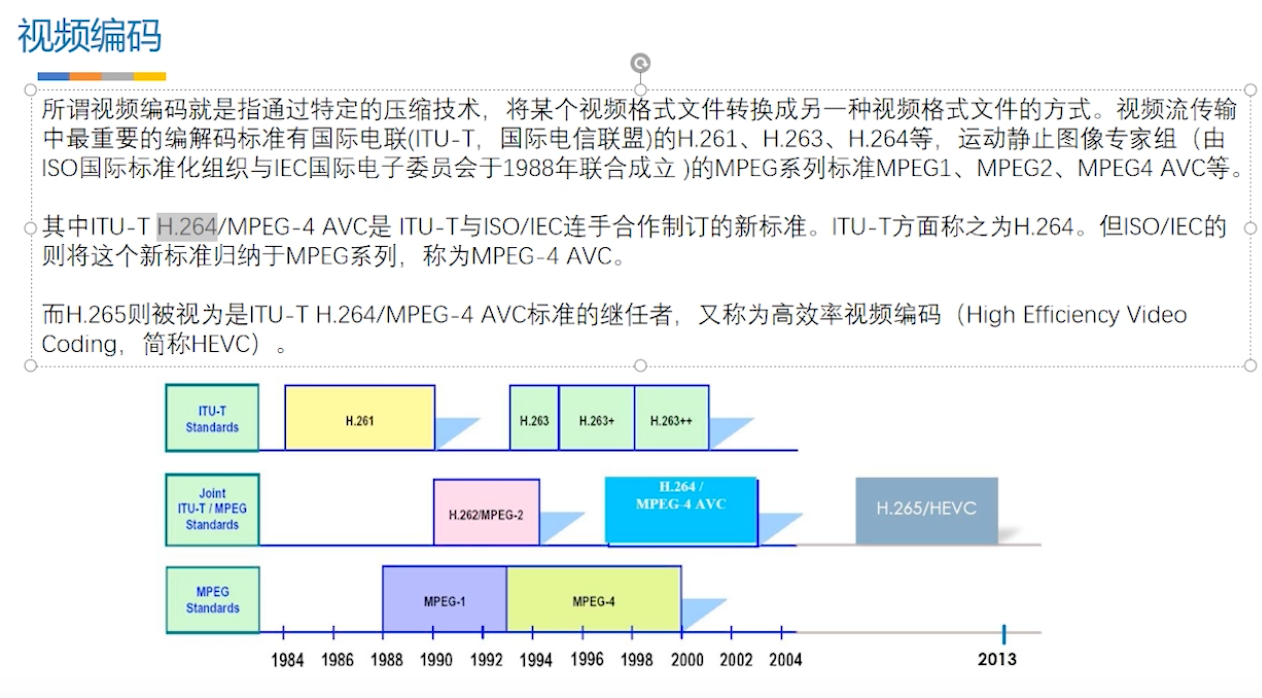 视频编码
所谓视频编码就是指通过特定的压缩技术，将某个视频格式文件转换成另一种视频格式文件的方式。视频流传输
中最重要的编解码标准有国际电联(ITU-T，国际电信联盟)的H.261、H.263、H.264等，运动静止图像专家组（由
ISO国际标准化组织与IEC国际电子委员会于1988年联合成立 )的MPEG系列标准MPEG1、MPEG2、MPEG4 AVC等。
其中ITU-T H.264/MPEG-4 AVC是 ITU-T与ISO/IEC连手合作制订的新标准。ITU-T方面称之为H.264。但ISO/IEC的
则将这个新标准归纳于MPEG系列，称为MPEG-4 AVC。
而H.265则被视为是ITU-T H.264/MPEG-4 AVC标准的继任者，又称为高效率视频编码（High Efficiency Video
Coding，简称HEVC）。
ITU-T
Standards
H.261
H.263
H.263+
H.263++
Joint
ITU-T / MPEG
Standards
H.262/MPEG-2
H.264 /
MPEG-4 AVC
H.265/HEVC
MPEG
Standards
MPEG-1
MPEG-4
1984 1986 1988 1990 1992 1994 1996 1998 2000 2002 2004 2013